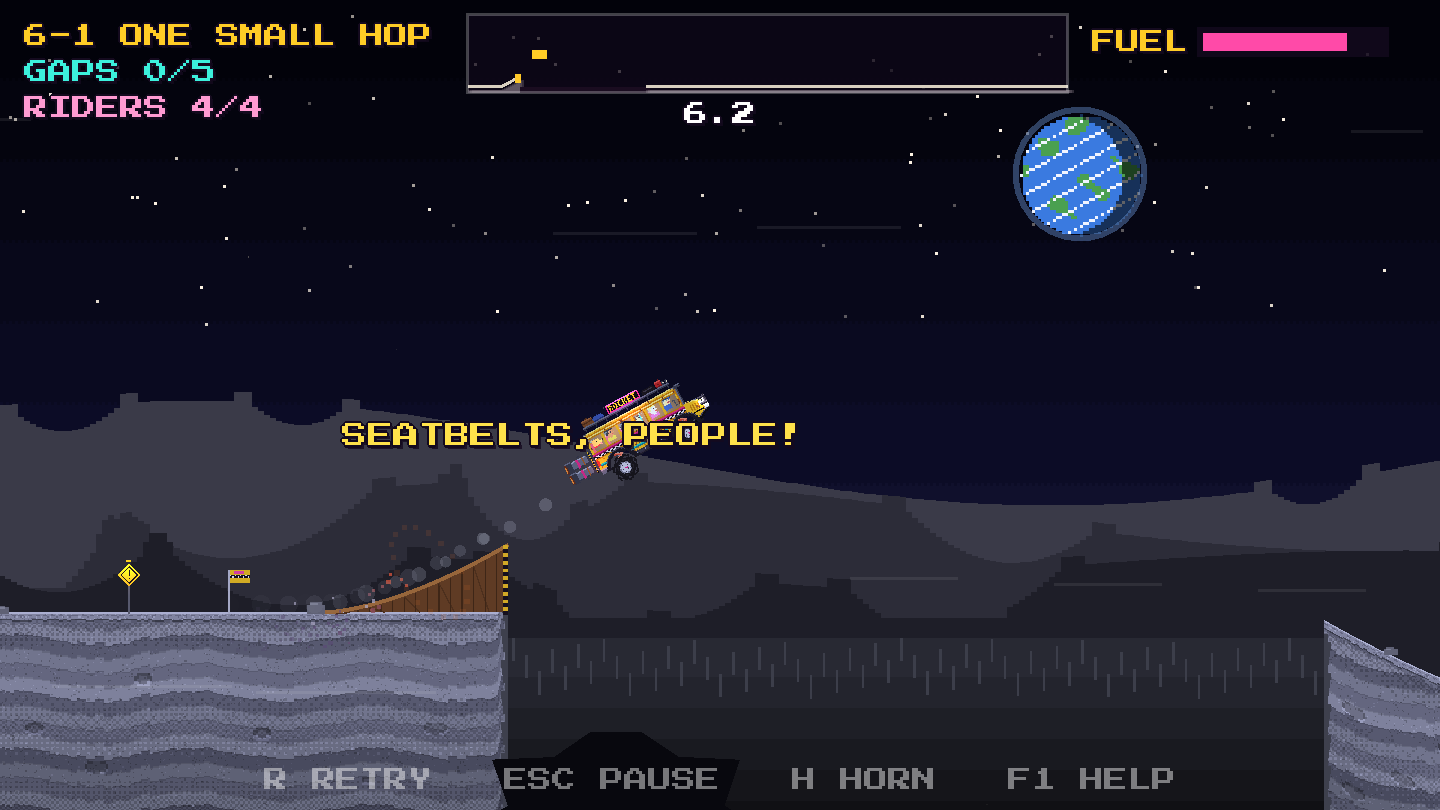 6-1 ONE SMALL HOP
GAPS 0/5
RIDERS 4/4
6.2
FUEL
SEATBELTS, PEOPLE!
R RETRY
ESC PAUSE
H HORN
F1 HELP